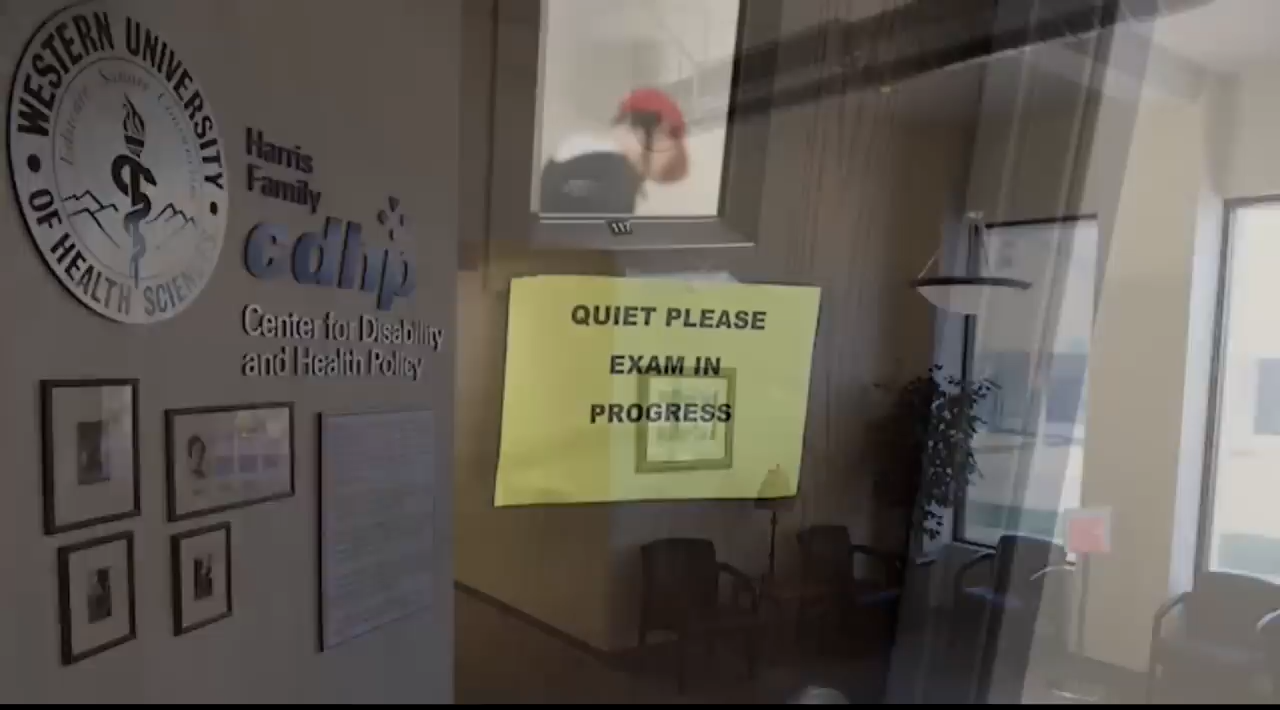 WESTERN UNIVERSITY
OF HEALTH SCIENCES
Harris
Family
cdhp
Center for Disability
and Health Policy
117
QUIET PLEASE
EXAM IN
PROGRESS